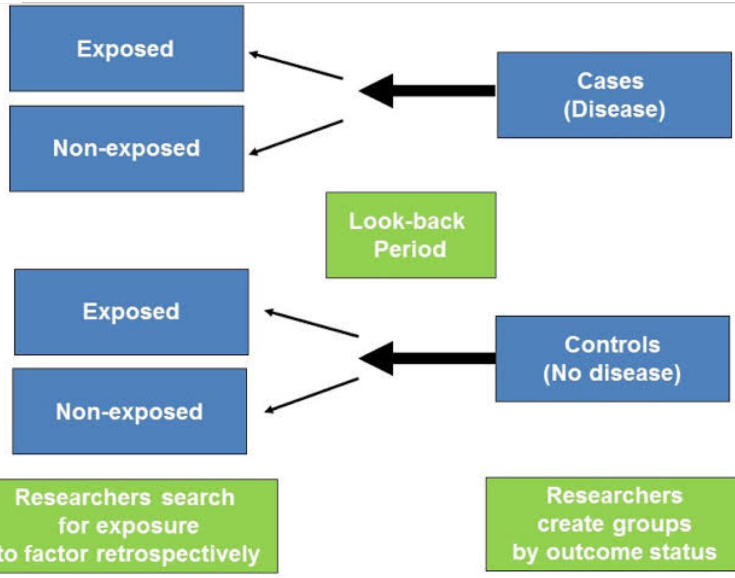 Exposed
Cases
(Disease)
Non-exposed
Look-back
Period
Exposed
Controls
(No disease)
Non-exposed
Researchers search
for exposure
to factor retrospectively
Researchers
create groups
by outcome status